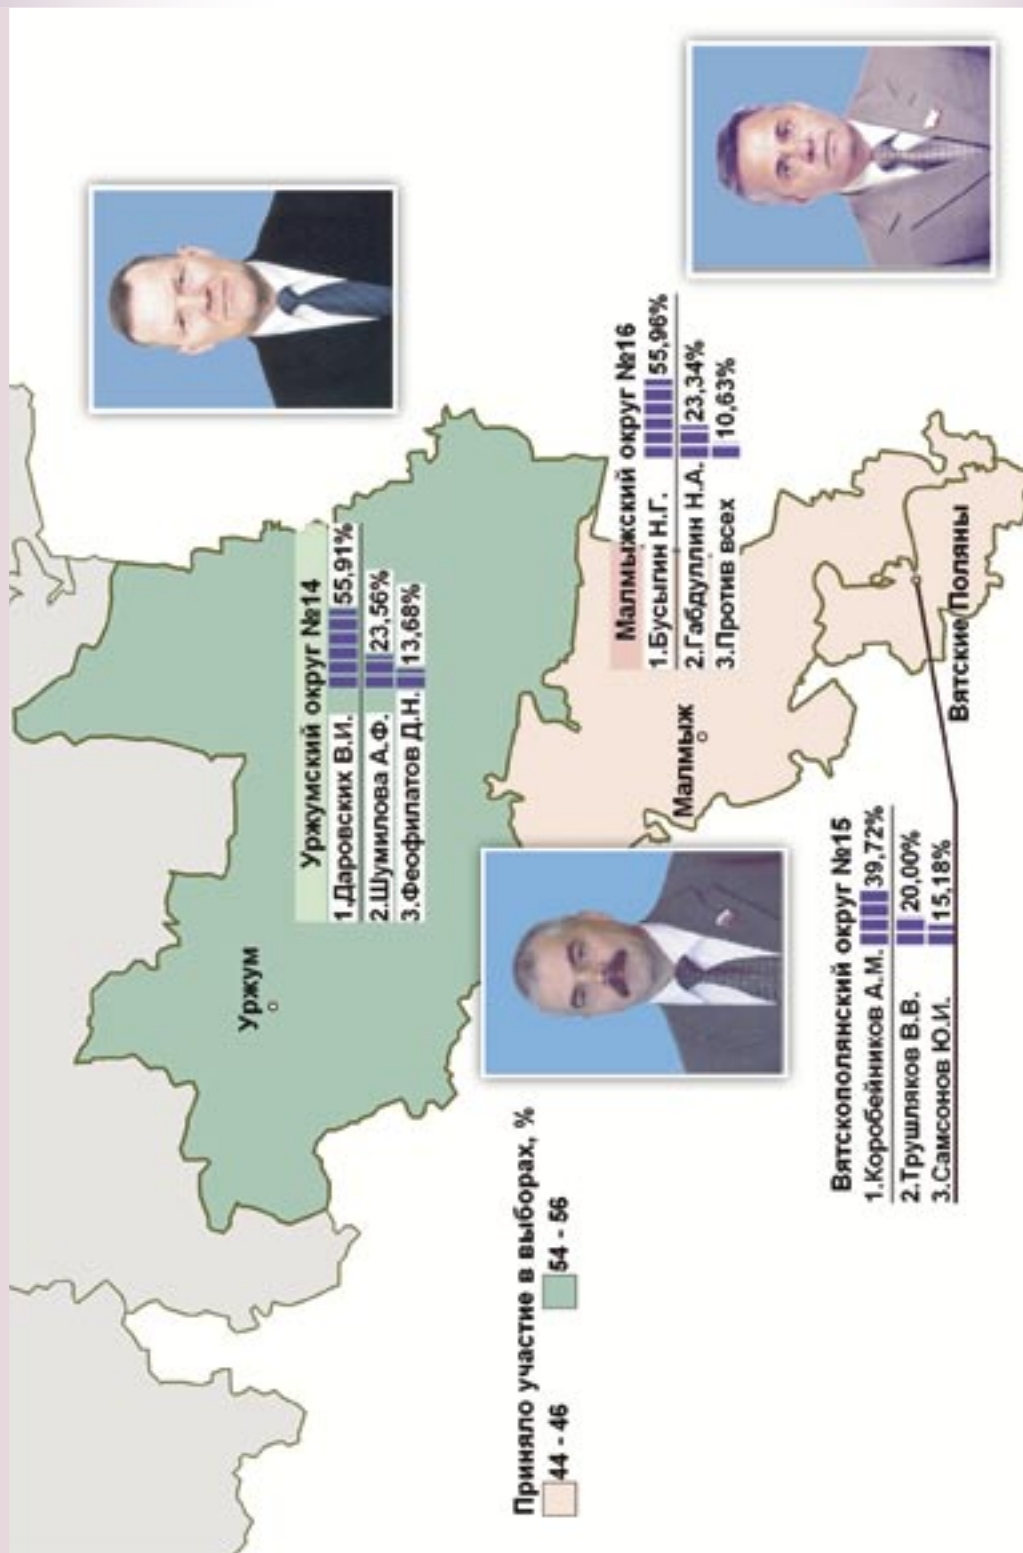 Уржум
Уржумский округ №14
1.Даровских В.И. 55,91%
2.Шумилова А.Ф. 23,56%
3.Феофилатов Д.Н. 13,68%
Малмыжский округ №16
1.Бусыгин Н.Г. 55,96%
2.Габдуллин Н.А. 23,34%
3.Против всех 10,63%
Малмыж
Вятские Поляны
Вятскополянский округ №15
1.Коробейников А.М. 39,72%
2.Трушляков В.В. 20,00%
3.Самсонов Ю.И. 15,18%
Приняло участие в выборах, %
44 - 46 54 - 56